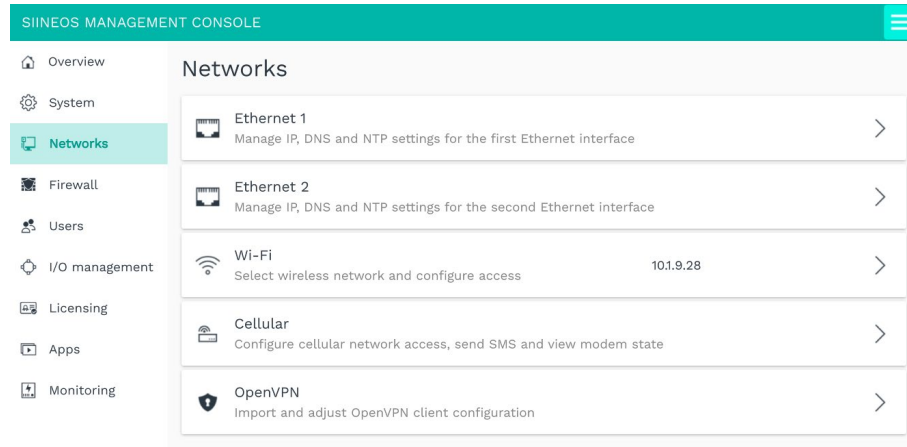 SIINEOS MANAGEMENT CONSOLE
Overview
System
Networks
Firewall
Users
I/O management
Licensing
Apps
Monitoring
Networks
Ethernet 1
Manage IP, DNS and NTP settings for the first Ethernet interface
Ethernet 2
Manage IP, DNS and NTP settings for the second Ethernet interface
Wi-Fi
Select wireless network and configure access
10.1.9.28
Cellular
Configure cellular network access, send SMS and view modem state
OpenVPN
Import and adjust OpenVPN client configuration